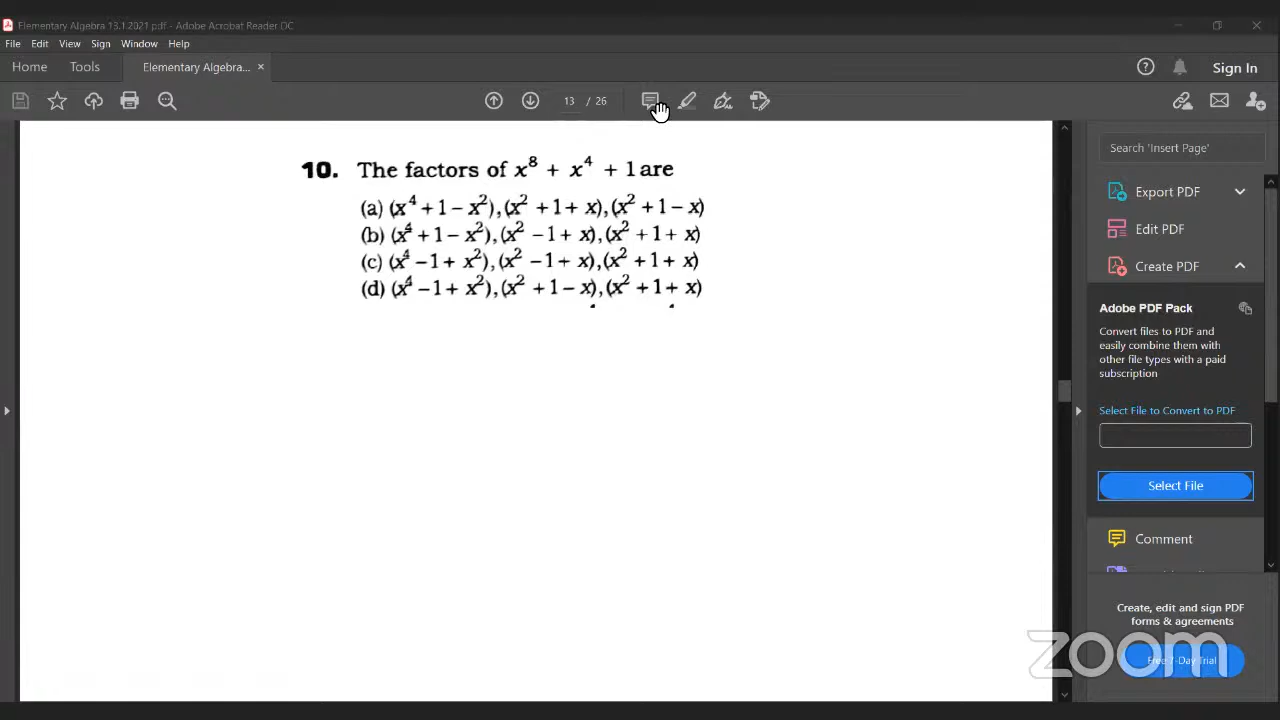 Elementary Algebra 13.1.2021.pdf - Adobe Acrobat Reader DC
File Edit View Sign Window Help
Home Tools Elementary Algebra... × Sign In
13 / 26
Search 'Insert Page'
Export PDF
Edit PDF
Create PDF
Adobe PDF Pack
Convert files to PDF and
easily combine them with
other file types with a paid
subscription
Select File to Convert to PDF
Select File
Comment
Create, edit and sign PDF
forms & agreements
Free 7-Day Trial
zoom
10. The factors of x⁸ + x⁴ + 1 are
(a) (x⁴ + 1 − x²), (x² + 1 + x), (x² + 1 − x)
(b) (x⁴ + 1 − x²), (x² − 1 + x), (x² + 1 + x)
(c) (x⁴ − 1 + x²), (x² − 1 + x), (x² + 1 + x)
(d) (x⁴ − 1 + x²), (x² + 1 − x), (x² + 1 + x)